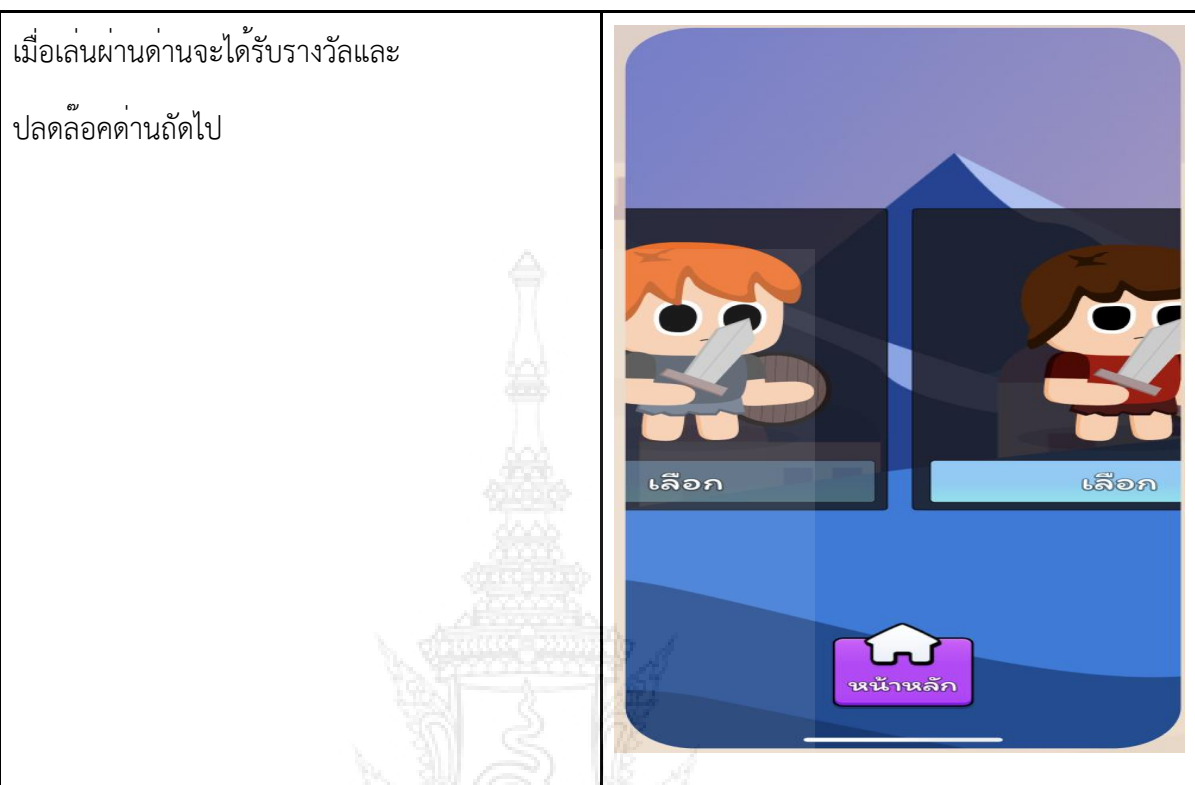 เมื่อเล่นผ่านด่านจะได้รับรางวัลและ
ปลดล๊อคด่านถัดไป
เลือก
เลือก
หน้าหลัก